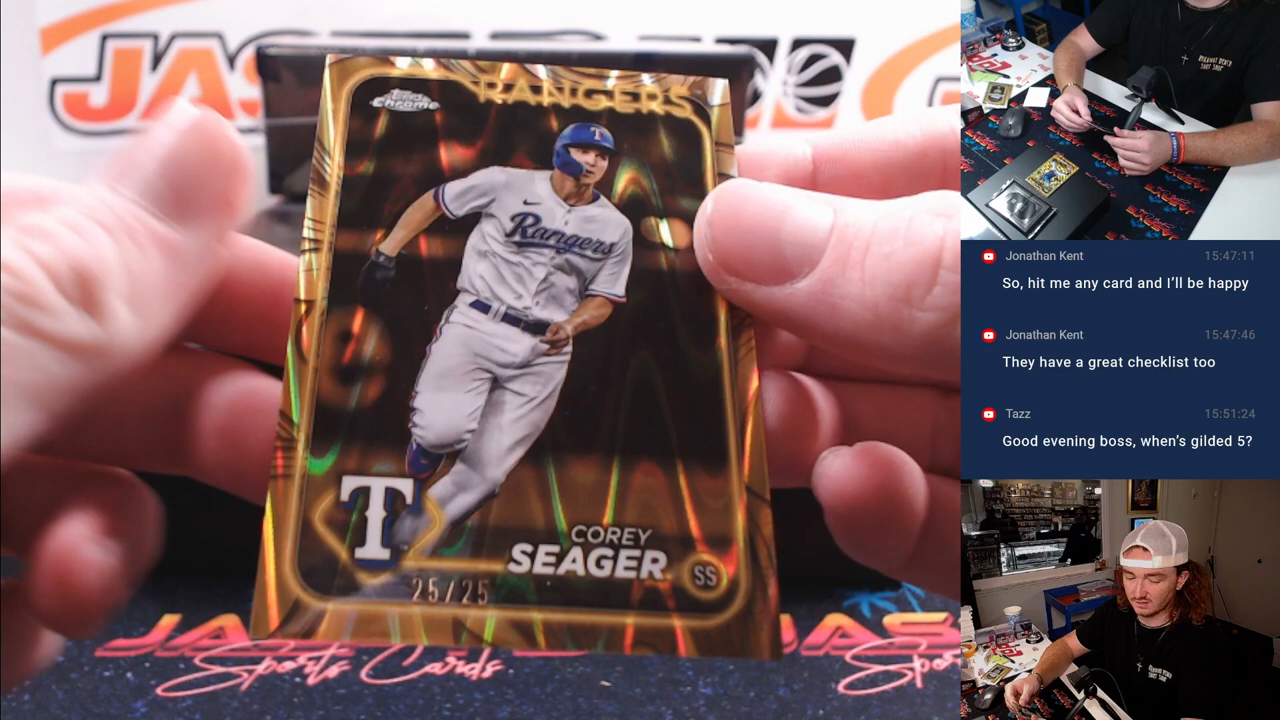 Topps
Chrome
RANGERS
T
Rangers
T
COREY
SEAGER
SS
25/25
Sports Cards
Jonathan Kent 15:47:11
So, hit me any card and I'll be happy
Jonathan Kent 15:47:46
They have a great checklist too
Tazz 15:51:24
Good evening boss, when's gilded 5?